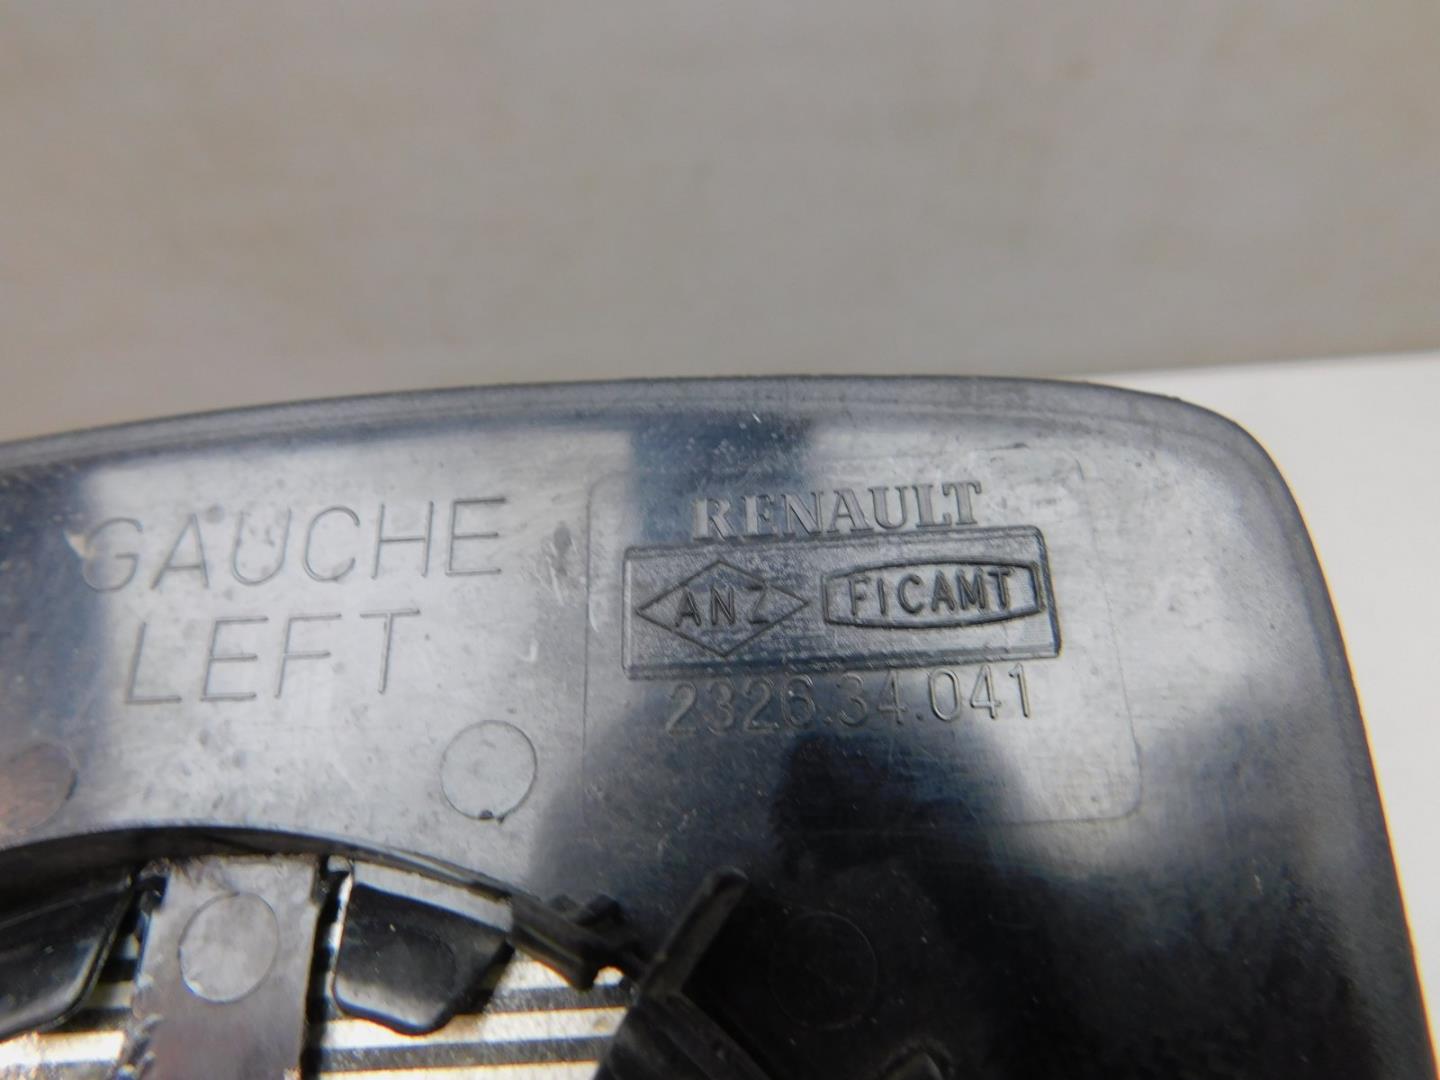 GAUCHE
LEFT
RENAULT
ANZ FICAMT
2326.34.041